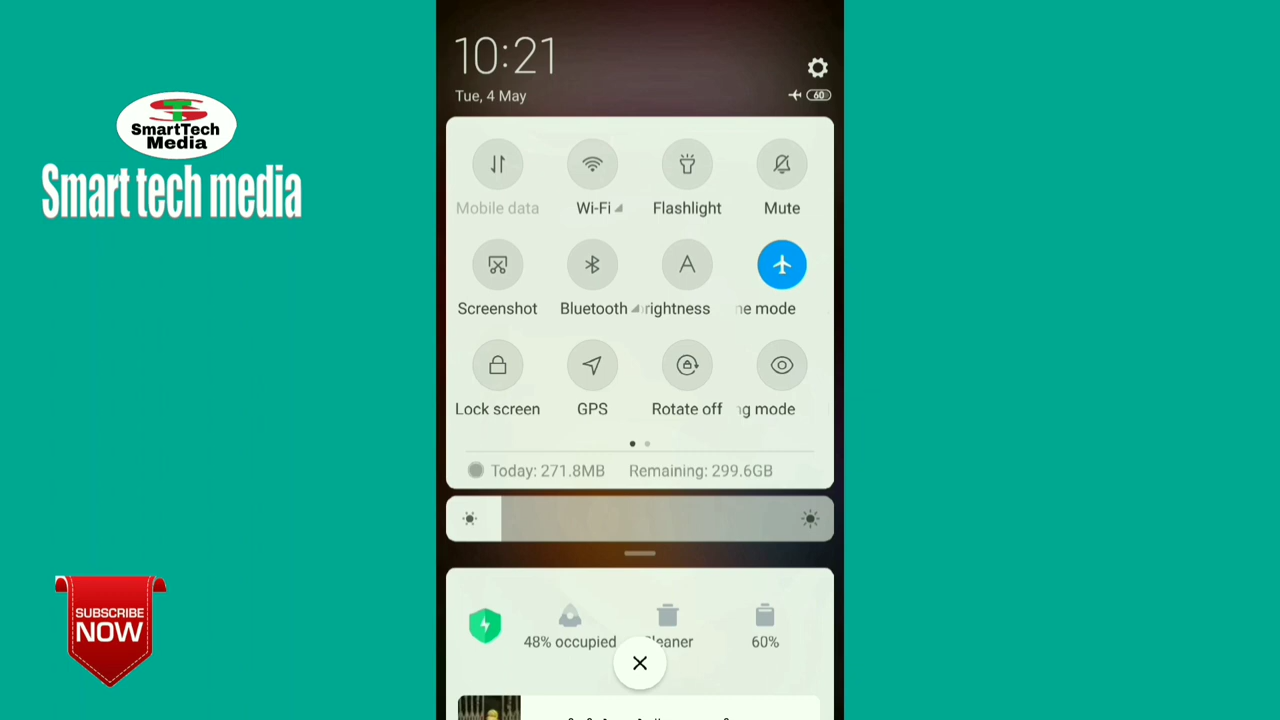 SmartTech
Media
Smart tech media
SUBSCRIBE
NOW
10:21
Tue, 4 May
60
Mobile data
Wi-Fi
Flashlight
Mute
Screenshot
Bluetooth
rightness
ne mode
Lock screen
GPS
Rotate off
ng mode
Today: 271.8MB
Remaining: 299.6GB
48% occupied
Cleaner
60%